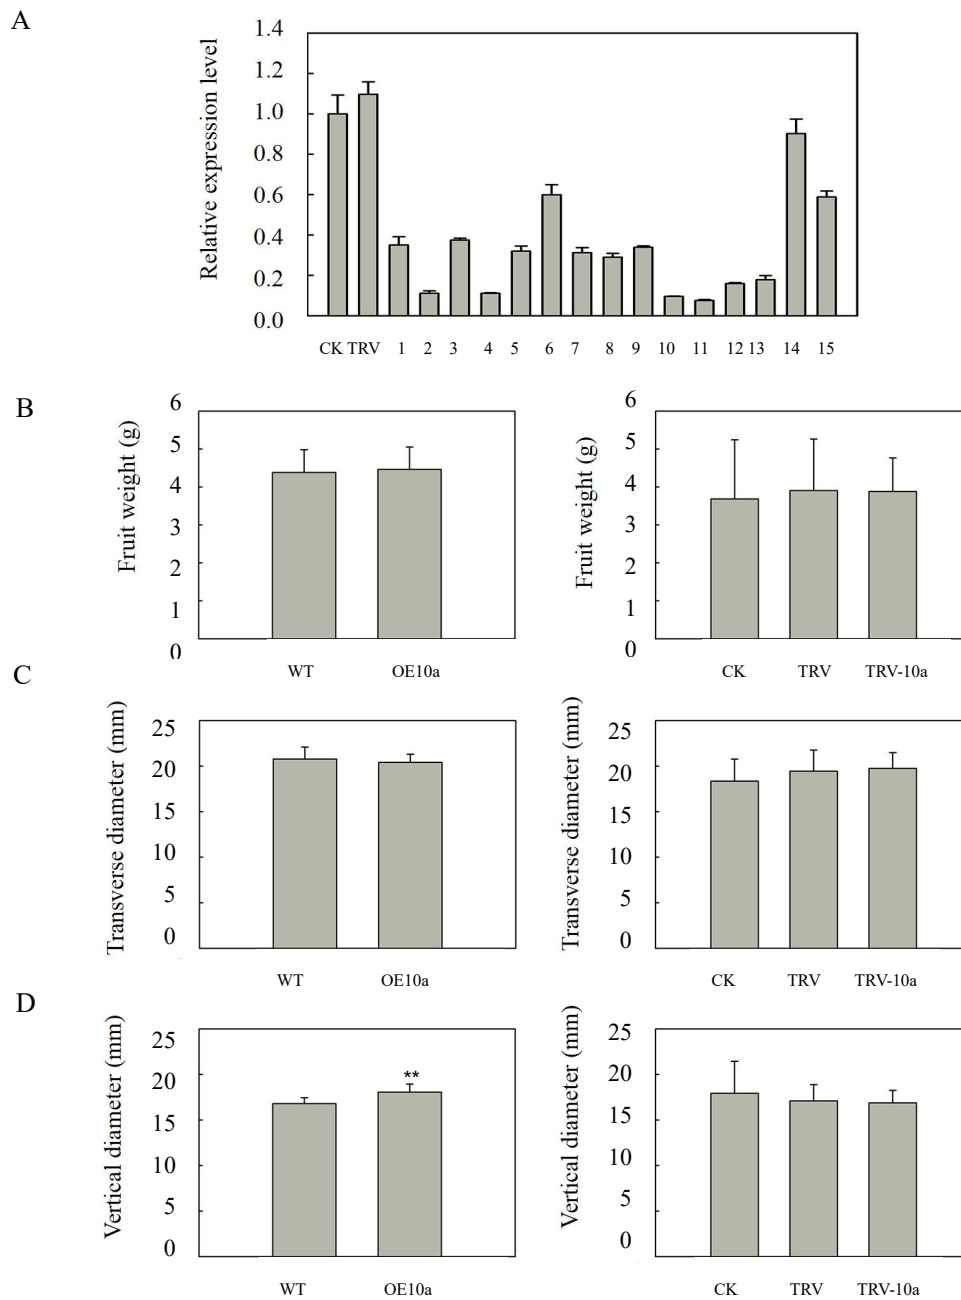 A
Relative expression level
1.4
1.2
1.0
0.8
0.6
0.4
0.2
0.0
CK TRV 1 2 3 4 5 6 7 8 9 10 11 12 13 14 15
B
Fruit weight (g)
6
5
4
3
2
1
0
WT OE10a
Fruit weight (g)
6
5
4
3
2
1
0
CK TRV TRV-10a
C
Transverse diameter (mm)
25
20
15
10
5
0
WT OE10a
Transverse diameter (mm)
25
20
15
10
5
0
CK TRV TRV-10a
D
Vertical diameter (mm)
25
20
15
10
5
0
**
WT OE10a
Vertical diameter (mm)
25
20
15
10
5
0
CK TRV TRV-10a